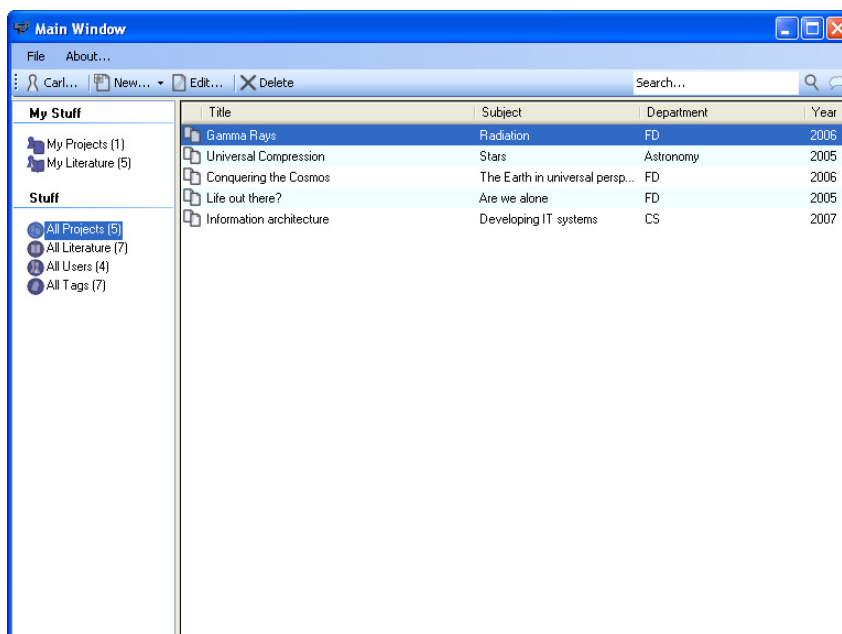 Main Window
File About...
Carl... New... Edit... Delete Search...
My Stuff
My Projects (1)
My Literature (5)
Stuff
All Projects (5)
All Literature (7)
All Users (4)
All Tags (7)
Title Subject Department Year
Gamma Rays Radiation FD 2006
Universal Compression Stars Astronomy 2005
Conquering the Cosmos The Earth in universal persp... FD 2006
Life out there? Are we alone FD 2005
Information architecture Developing IT systems CS 2007